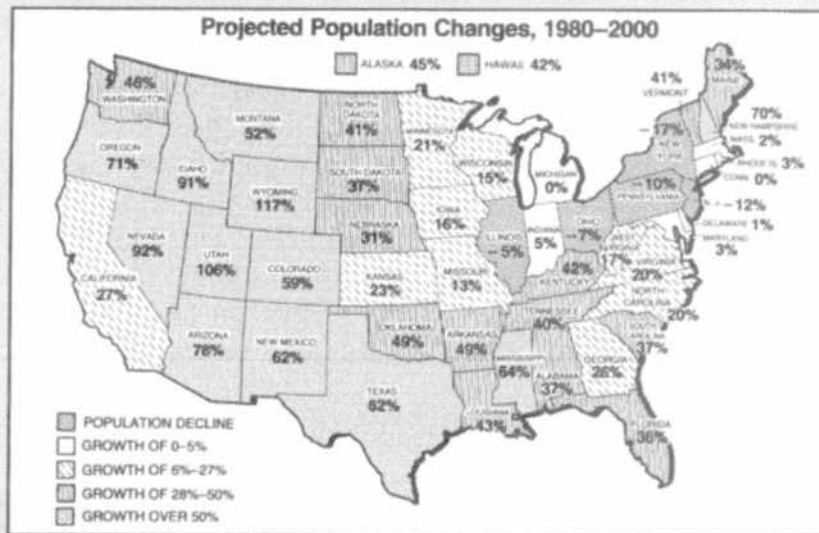 Projected Population Changes, 1980–2000
ALASKA 45% HAWAII 42%
46%
WASHINGTON
OREGON
71%
CALIFORNIA
27%
NEVADA
92%
IDAHO
91%
MONTANA
52%
WYOMING
117%
UTAH
106%
COLORADO
59%
ARIZONA
78%
NEW MEXICO
62%
NORTH
DAKOTA
41%
SOUTH DAKOTA
37%
NEBRASKA
31%
KANSAS
23%
OKLAHOMA
49%
TEXAS
62%
MINNESOTA
21%
IOWA
16%
MISSOURI
13%
ARKANSAS
49%
LOUISIANA
43%
WISCONSIN
15%
ILLINOIS
– 5%
MICHIGAN
0%
INDIANA
5%
OHIO
– 7%
42%
KENTUCKY
TENNESSEE
40%
MISSISSIPPI
64%
ALABAMA
37%
GEORGIA
26%
FLORIDA
36%
SOUTH
CAROLINA
37%
NORTH
CAROLINA
20%
VIRGINIA
20%
WEST
VIRGINIA
17%
– 10%
PENNSYLVANIA
– 17%
NEW
YORK
41%
VERMONT
34%
MAINE
70%
NEW HAMPSHIRE
MASS. 2%
RHODE IS. 3%
CONN. 0%
N.J. – 12%
DELAWARE 1%
MARYLAND
3%
POPULATION DECLINE
GROWTH OF 0–5%
GROWTH OF 6%–27%
GROWTH OF 28%–50%
GROWTH OVER 50%